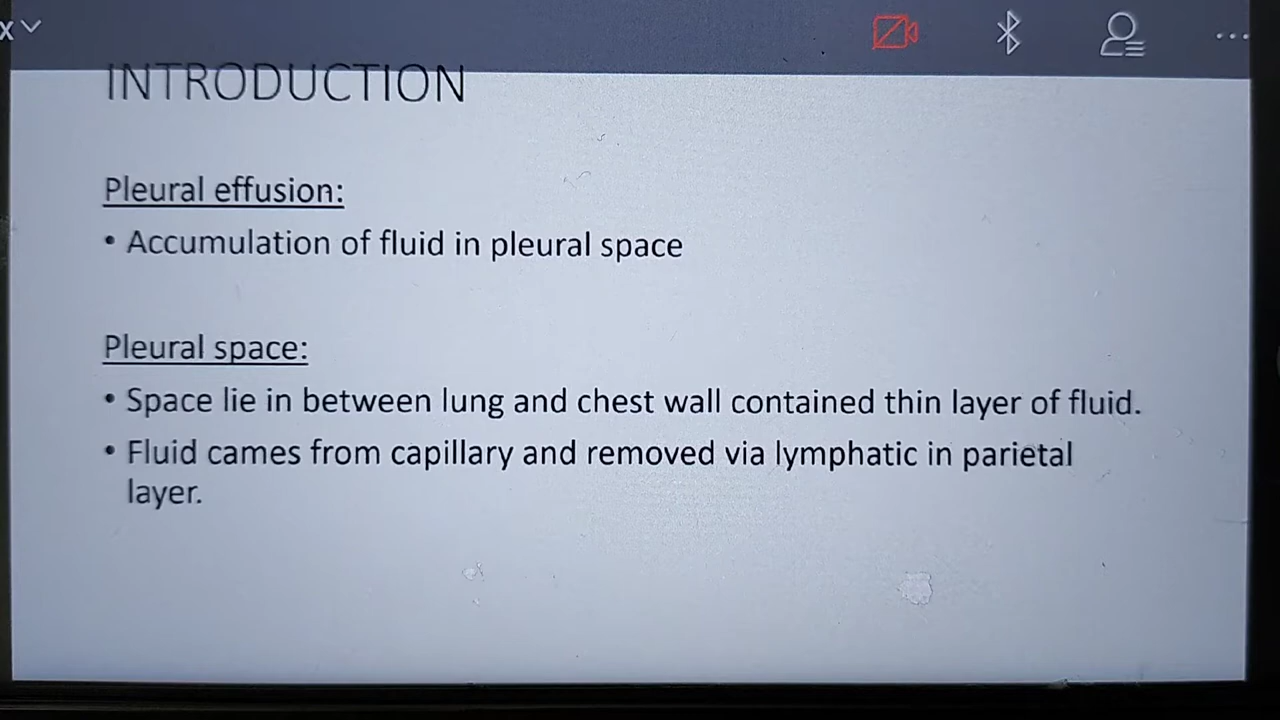 x
INTRODUCTION
Pleural effusion:
• Accumulation of fluid in pleural space
Pleural space:
• Space lie in between lung and chest wall contained thin layer of fluid.
• Fluid cames from capillary and removed via lymphatic in parietal
layer.